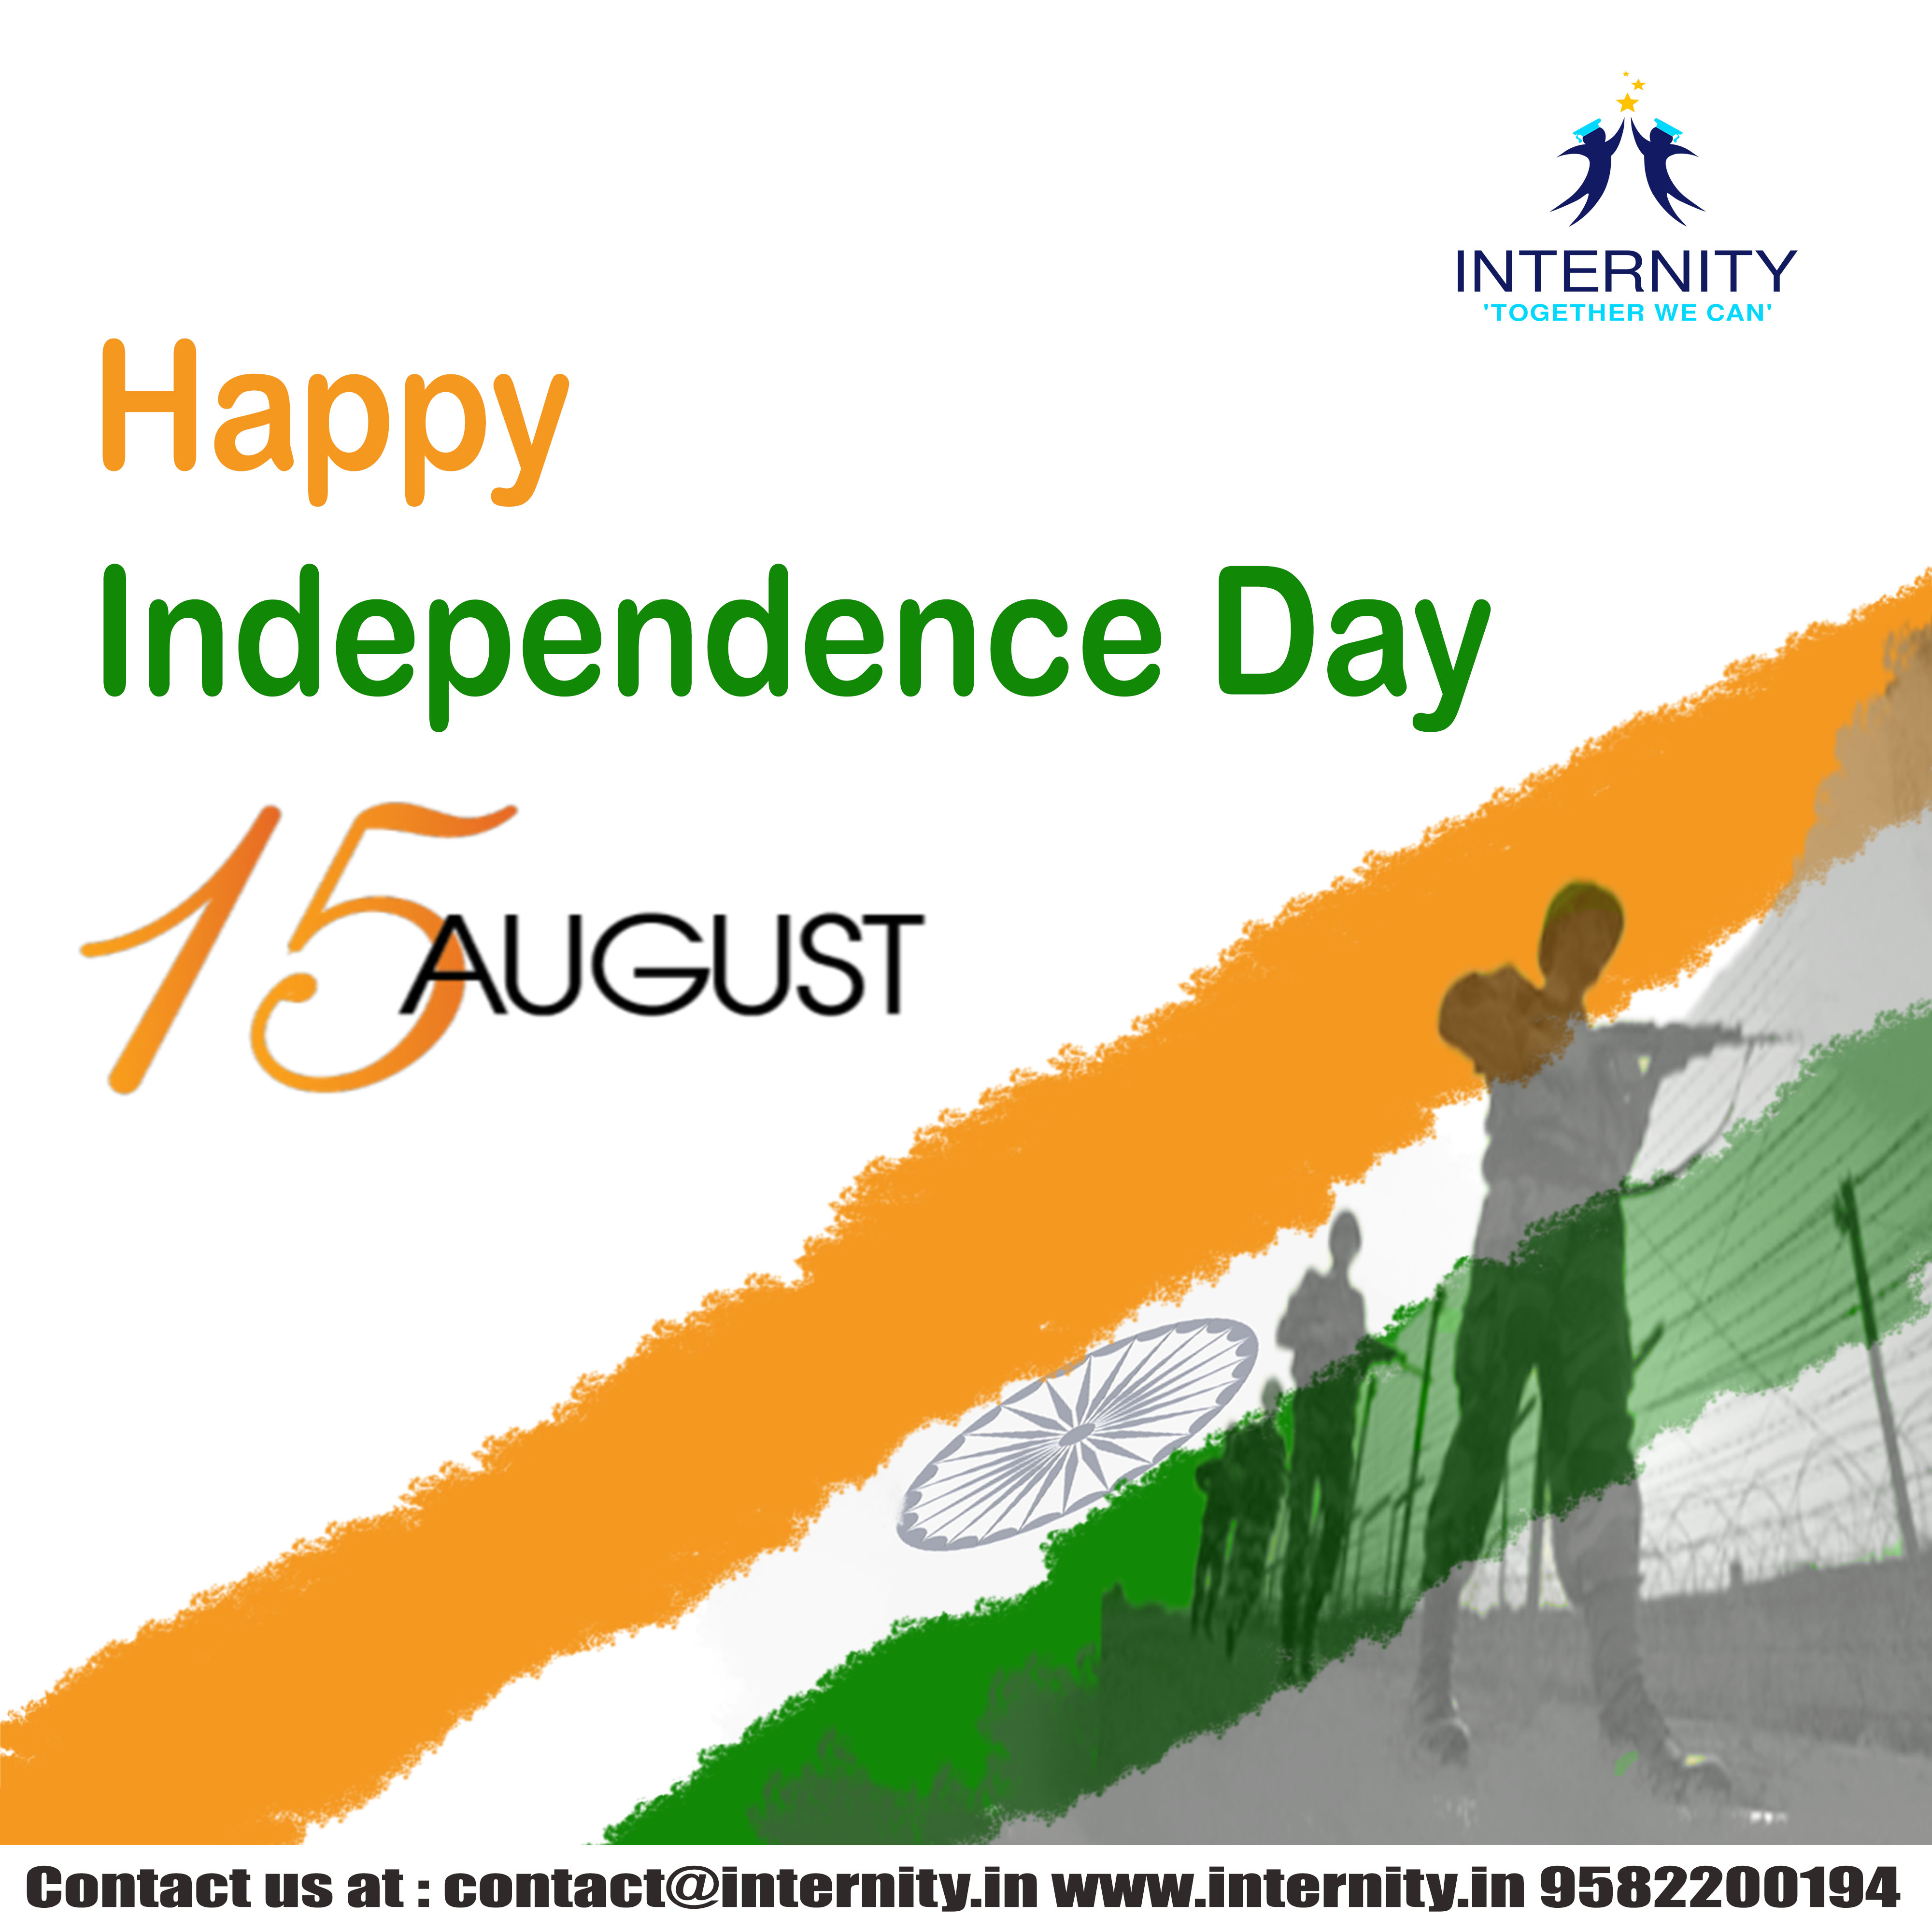 INTERNITY
'TOGETHER WE CAN'
Happy
Independence Day
15 AUGUST
Contact us at : contact@internity.in www.internity.in 9582200194